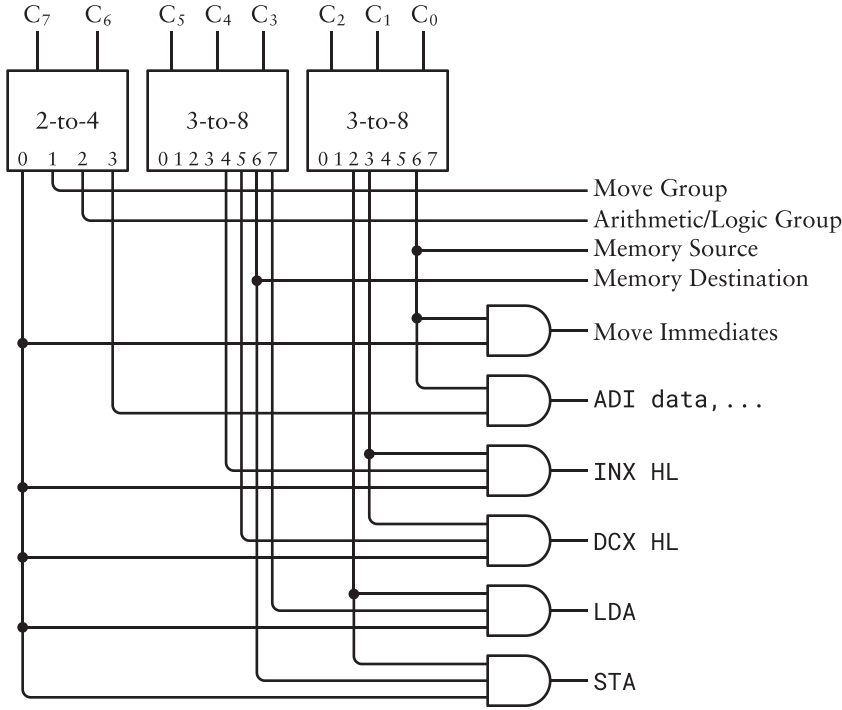 C₇ C₆ C₅ C₄ C₃ C₂ C₁ C₀
2-to-4 3-to-8 3-to-8
0 1 2 3 0 1 2 3 4 5 6 7 0 1 2 3 4 5 6 7
Move Group
Arithmetic/Logic Group
Memory Source
Memory Destination
Move Immediates
ADI data,...
INX HL
DCX HL
LDA
STA